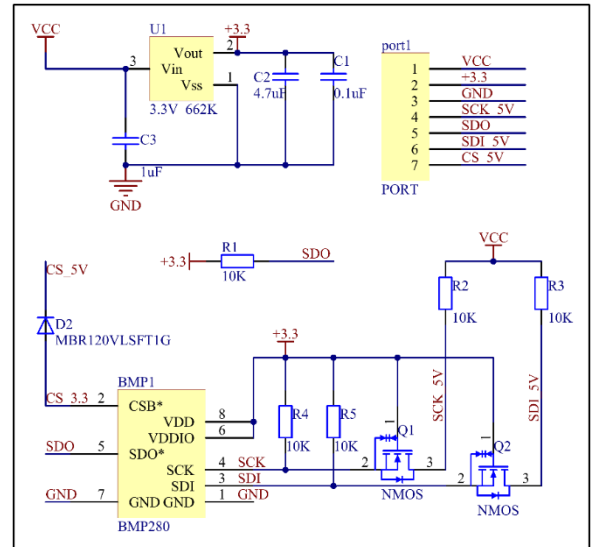 VCC
U1
+3.3
3
Vin
Vout
2
Vss
1
3.3V 662K
C2
4.7uF
C1
0.1uF
C3
1uF
GND
port1
1
VCC
2
+3.3
3
GND
4
SCK_5V
5
SDO
6
SDI_5V
7
CS_5V
PORT
+3.3
R1
10K
SDO
CS_5V
D2
MBR120VLSFT1G
CS_3.3
BMP1
2
CSB*
VDD
8
VDDIO
6
SDO
5
SDO*
SCK
4
SCK
SDI
3
SDI
GND
7
GND GND
1
GND
BMP280
+3.3
R4
10K
R5
10K
VCC
R2
10K
R3
10K
SCK_5V
SDI_5V
1
Q1
2
3
NMOS
1
Q2
2
3
NMOS